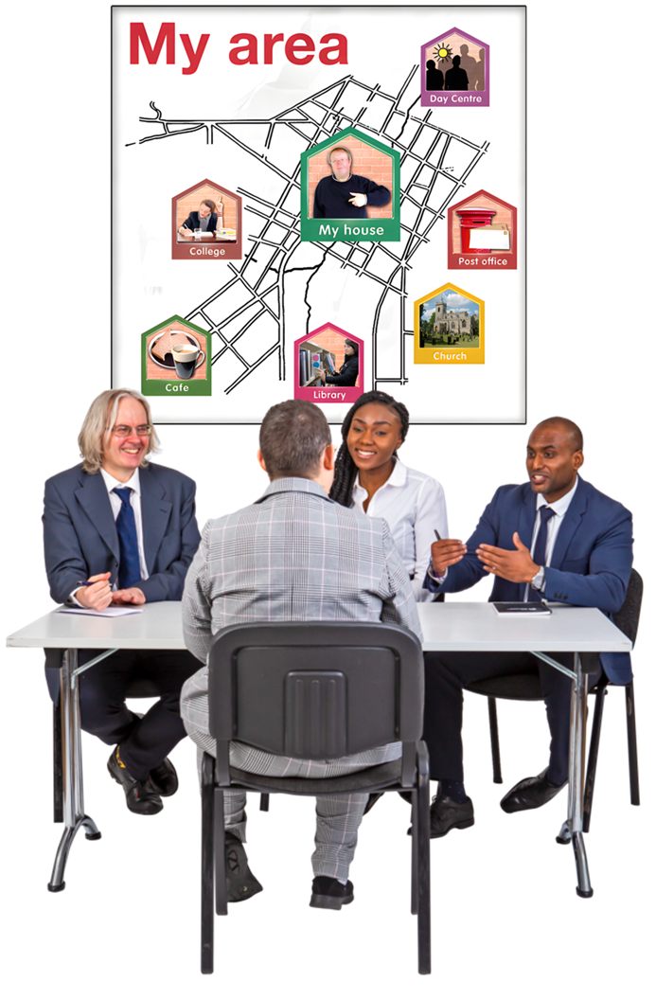 My area
Day Centre
My house
College
Post office
Church
Cafe
Library